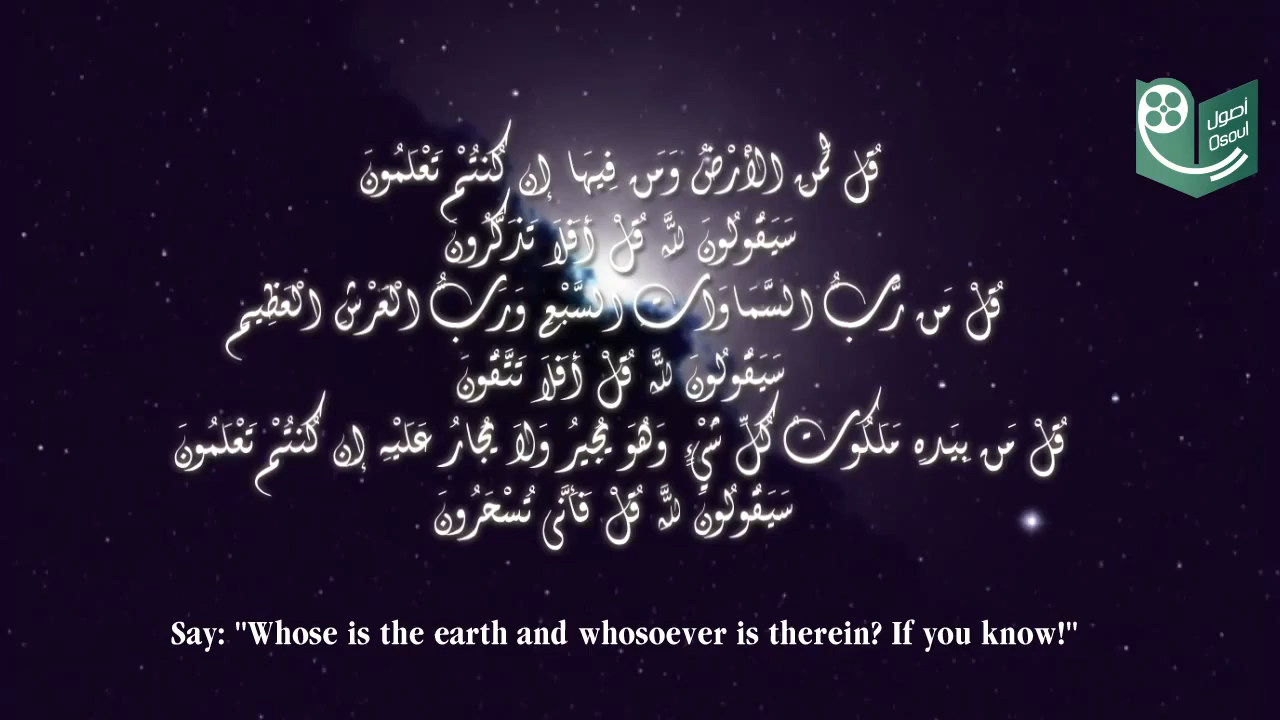 أصول
Osoul
قُل لِّمَنِ الْأَرْضُ وَمَن فِيهَا إِن كُنتُمْ تَعْلَمُونَ
سَيَقُولُونَ لِلَّهِ قُلْ أَفَلَا تَذَكَّرُونَ
قُلْ مَن رَّبُّ السَّمَاوَاتِ السَّبْعِ وَرَبُّ الْعَرْشِ الْعَظِيمِ
سَيَقُولُونَ لِلَّهِ قُلْ أَفَلَا تَتَّقُونَ
قُلْ مَن بِيَدِهِ مَلَكُوتُ كُلِّ شَيْءٍ وَهُوَ يُجِيرُ وَلَا يُجَارُ عَلَيْهِ إِن كُنتُمْ تَعْلَمُونَ
سَيَقُولُونَ لِلَّهِ قُلْ فَأَنَّى تُسْحَرُونَ
Say: "Whose is the earth and whosoever is therein? If you know!"